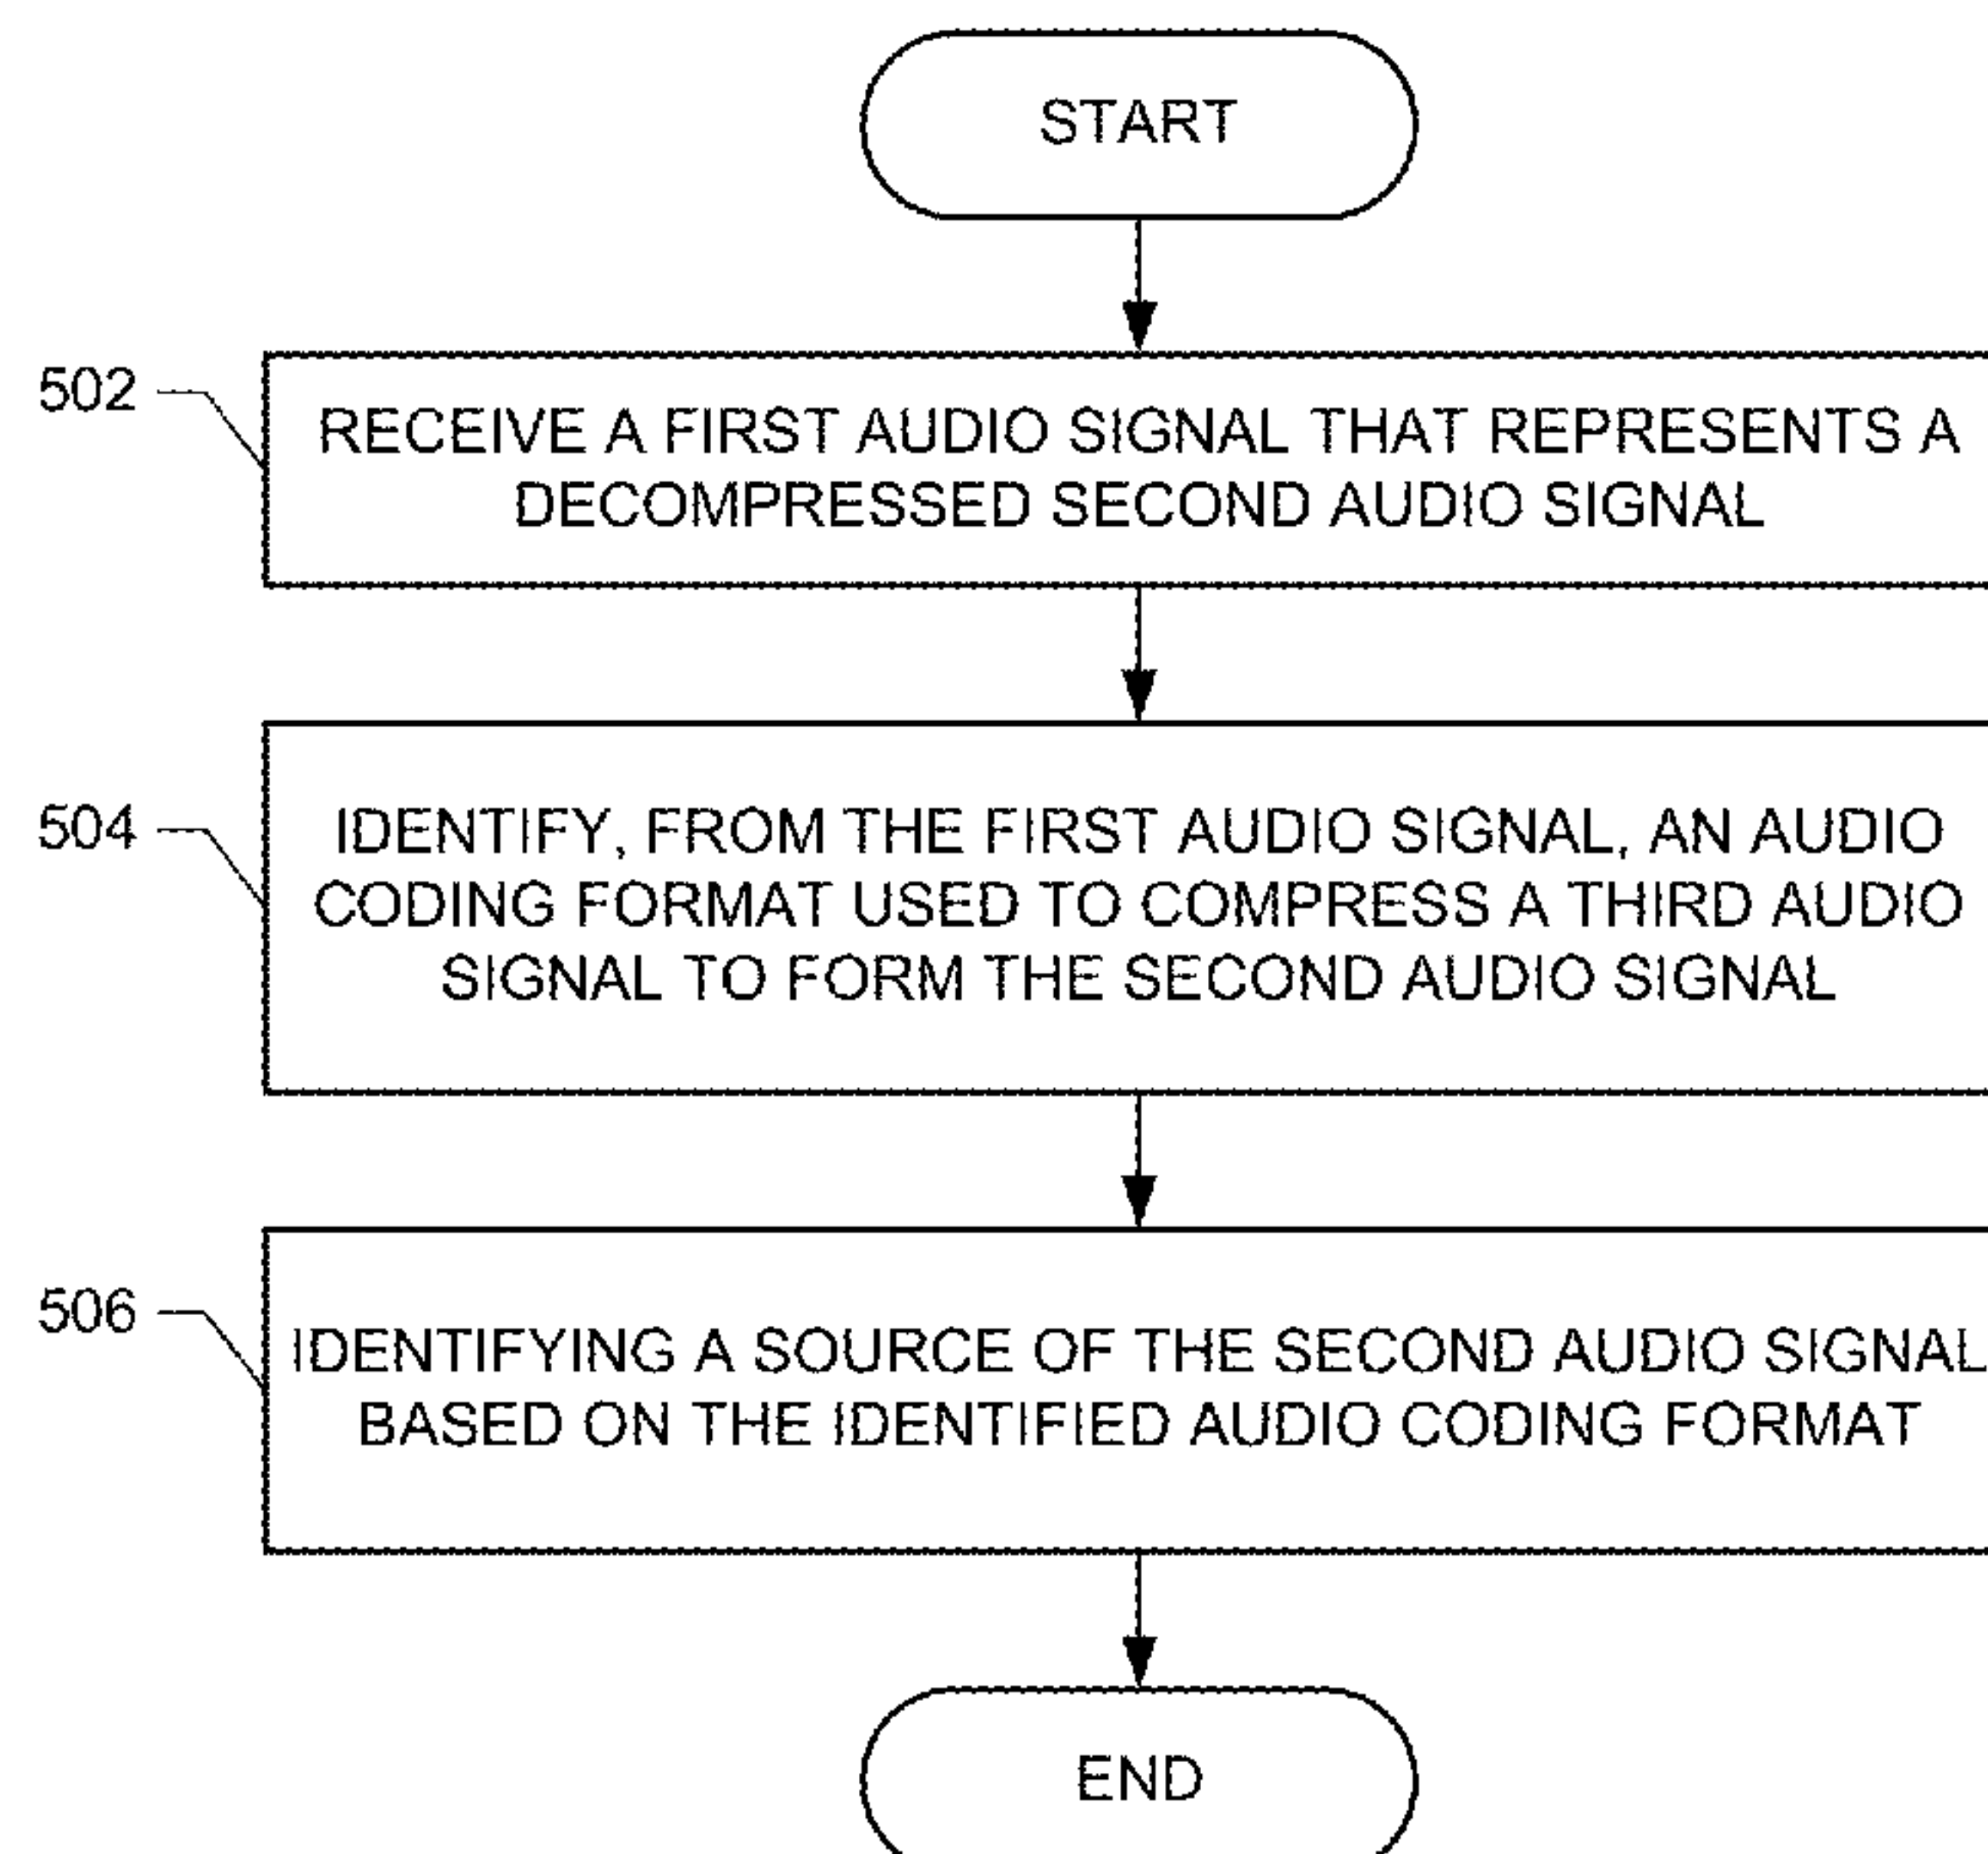 START
502
RECEIVE A FIRST AUDIO SIGNAL THAT REPRESENTS A
DECOMPRESSED SECOND AUDIO SIGNAL
504
IDENTIFY, FROM THE FIRST AUDIO SIGNAL, AN AUDIO
CODING FORMAT USED TO COMPRESS A THIRD AUDIO
SIGNAL TO FORM THE SECOND AUDIO SIGNAL
506
IDENTIFYING A SOURCE OF THE SECOND AUDIO SIGNAL
BASED ON THE IDENTIFIED AUDIO CODING FORMAT
END